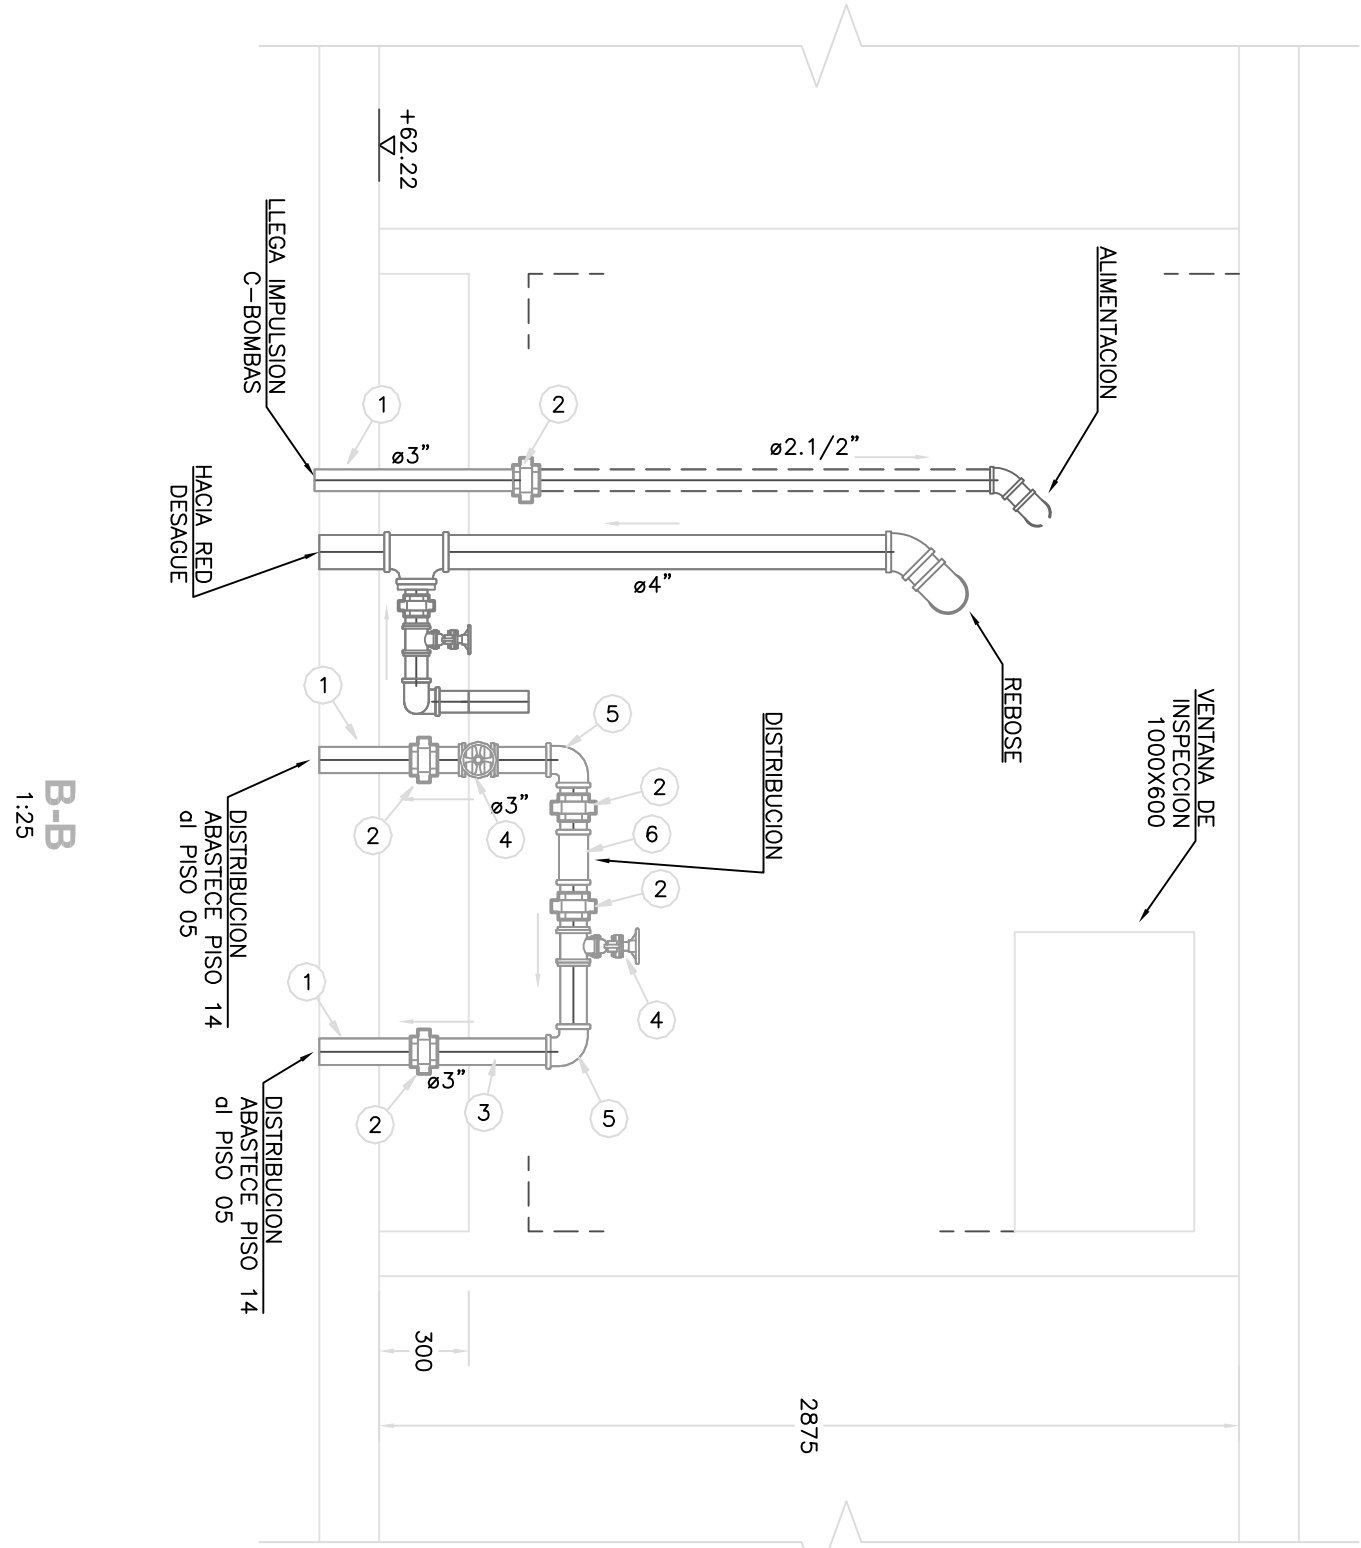 +62.22
ALIMENTACION
LLEGA IMPULSION
C-BOMBAS
1
2
ø3"
ø2.1/2"
HACIA RED
DESAGUE
ø4"
REBOSE
VENTANA DE
INSPECCION
1000X600
DISTRIBUCION
1
5
2
6
2
4
ø3"
4
2
DISTRIBUCION
ABASTECE PISO 14
al PISO 05
1
2
ø3"
3
5
DISTRIBUCION
ABASTECE PISO 14
al PISO 05
300
2875
B-B
1:25